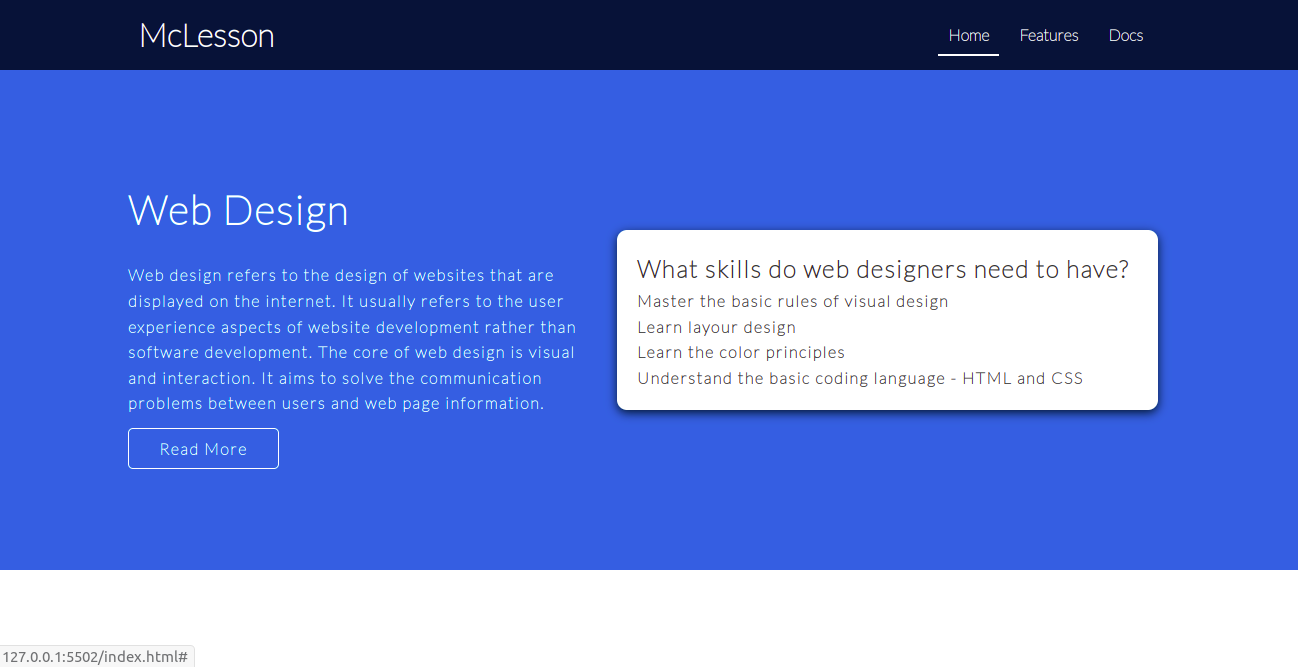 McLesson
Home Features Docs
Web Design
Web design refers to the design of websites that are
displayed on the internet. It usually refers to the user
experience aspects of website development rather than
software development. The core of web design is visual
and interaction. It aims to solve the communication
problems between users and web page information.
Read More
What skills do web designers need to have?
Master the basic rules of visual design
Learn layour design
Learn the color principles
Understand the basic coding language - HTML and CSS
127.0.0.1:5502/index.html#